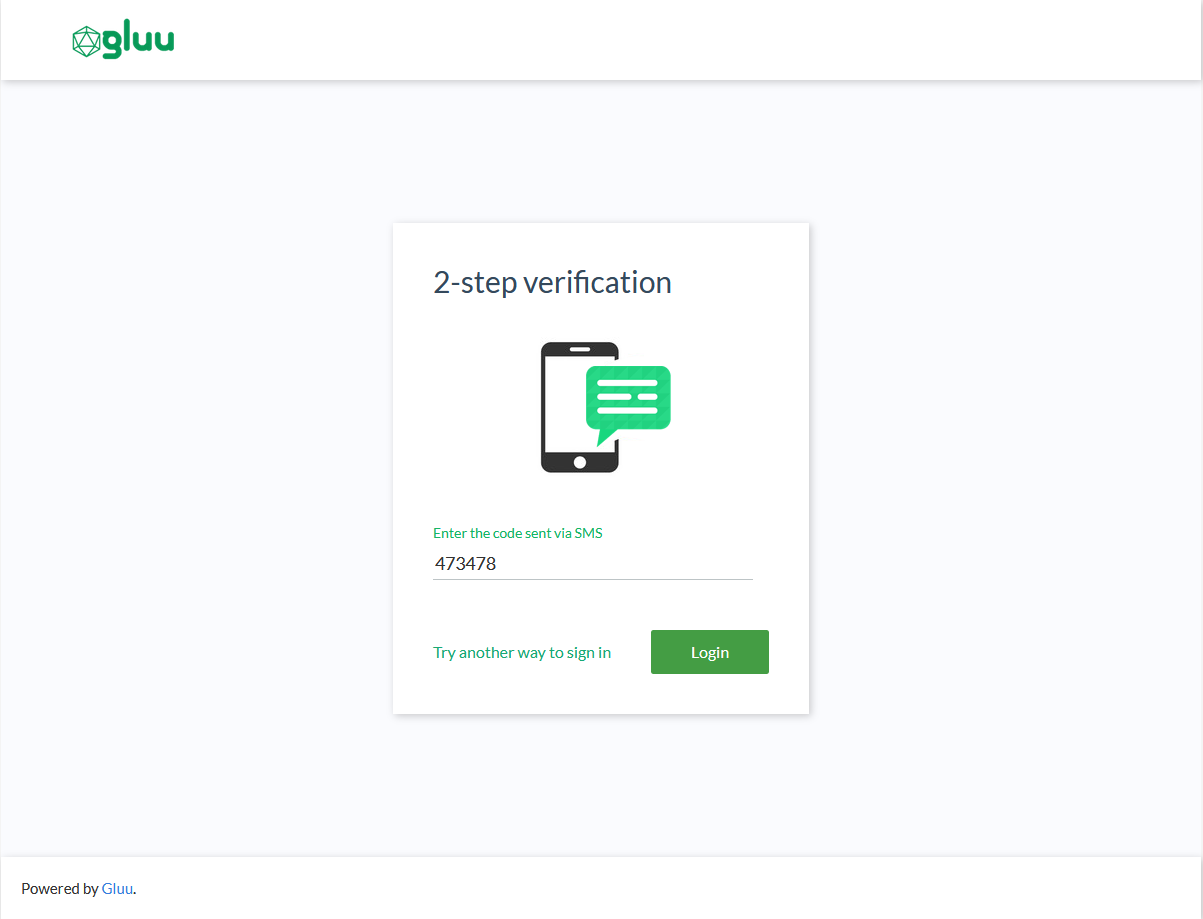 gluu
2-step verification
Enter the code sent via SMS
473478
Try another way to sign in
Login
Powered by Gluu.